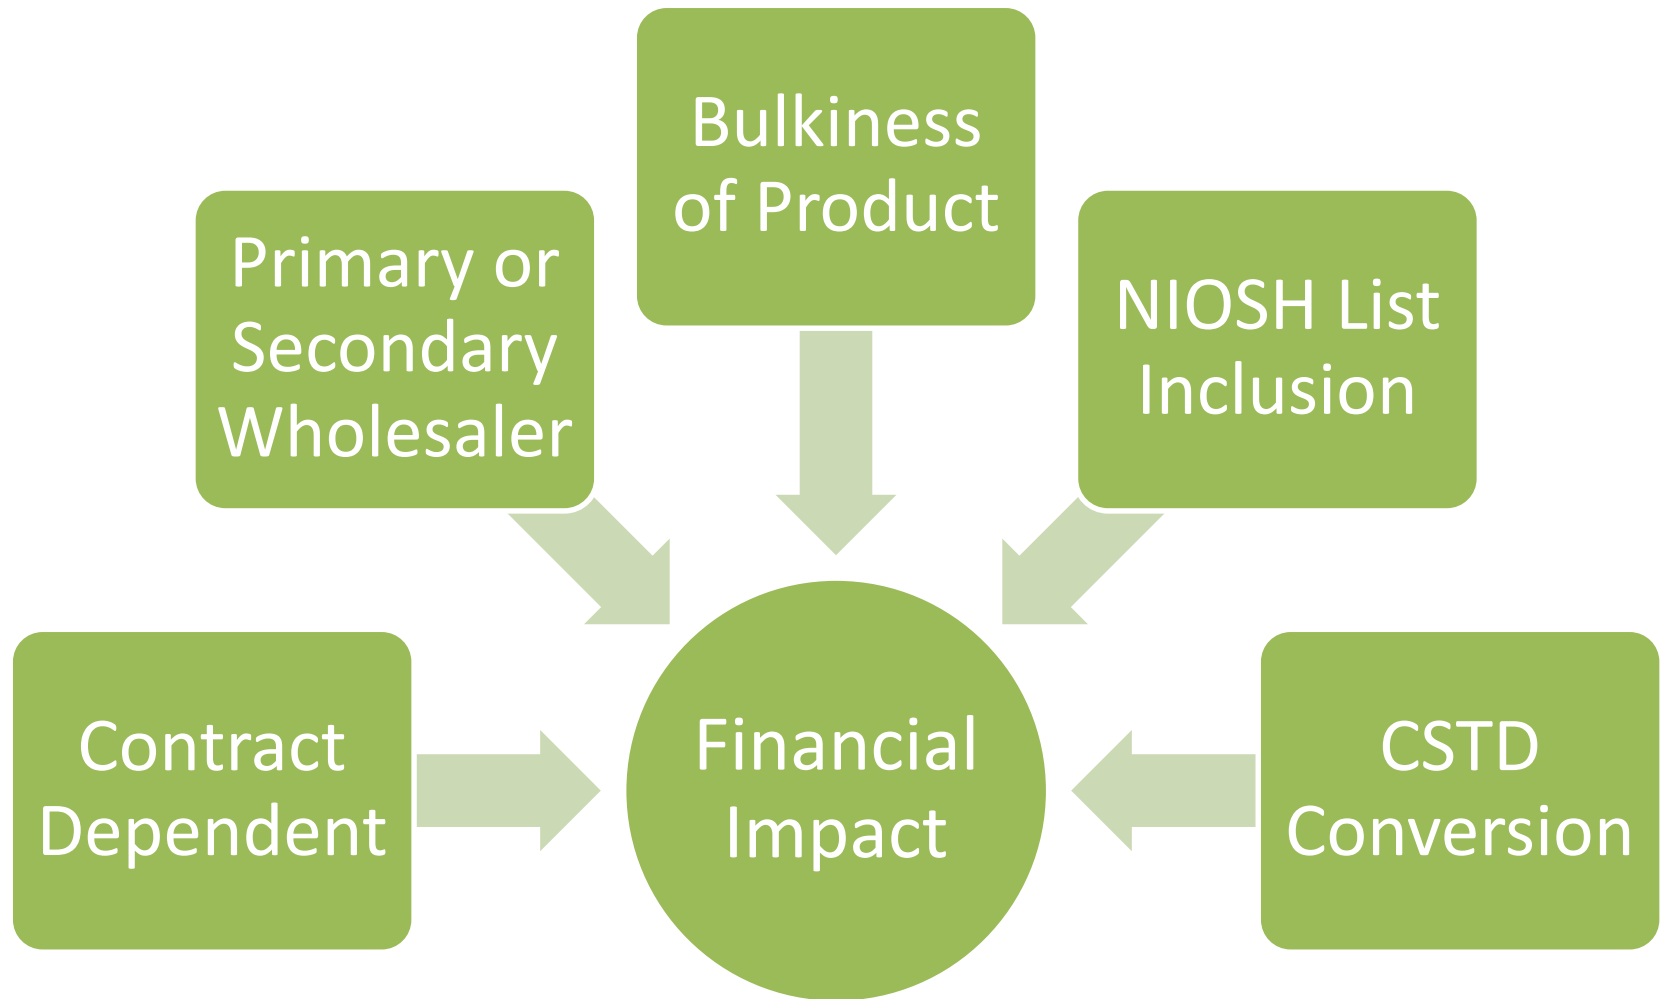 Bulkiness
of Product
Primary or
Secondary
Wholesaler
NIOSH List
Inclusion
Contract
Dependent
Financial
Impact
CSTD
Conversion